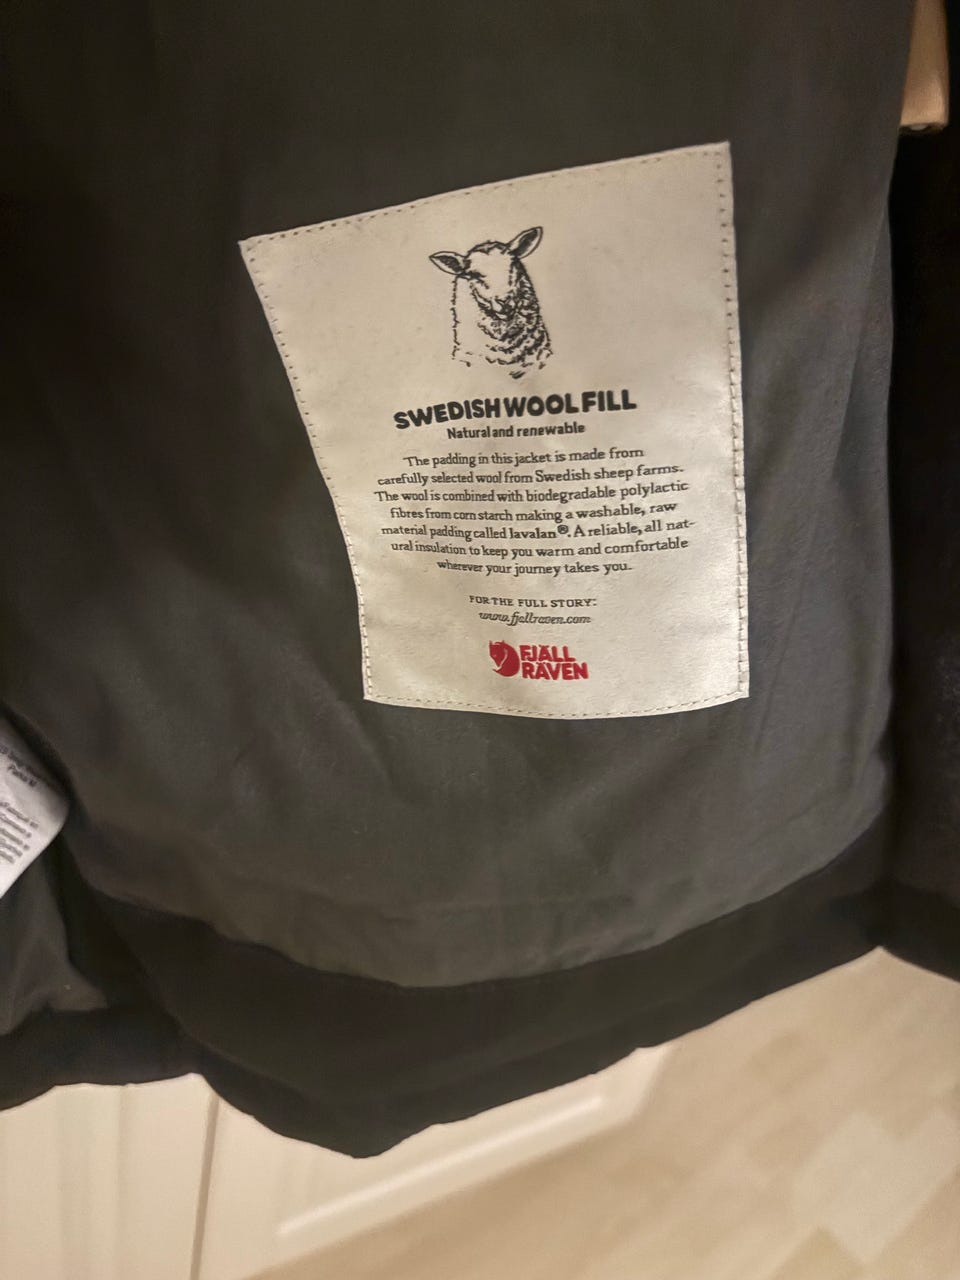 SWEDISH WOOL FILL
Natural and renewable
The padding in this jacket is made from
carefully selected wool from Swedish sheep farms.
The wool is combined with biodegradable polylactic
fibres from corn starch making a washable, raw
material padding called lavalan®. A reliable, all nat-
ural insulation to keep you warm and comfortable
wherever your journey takes you.
FOR THE FULL STORY:
www.fjallraven.com
FJÄLL
RÄVEN